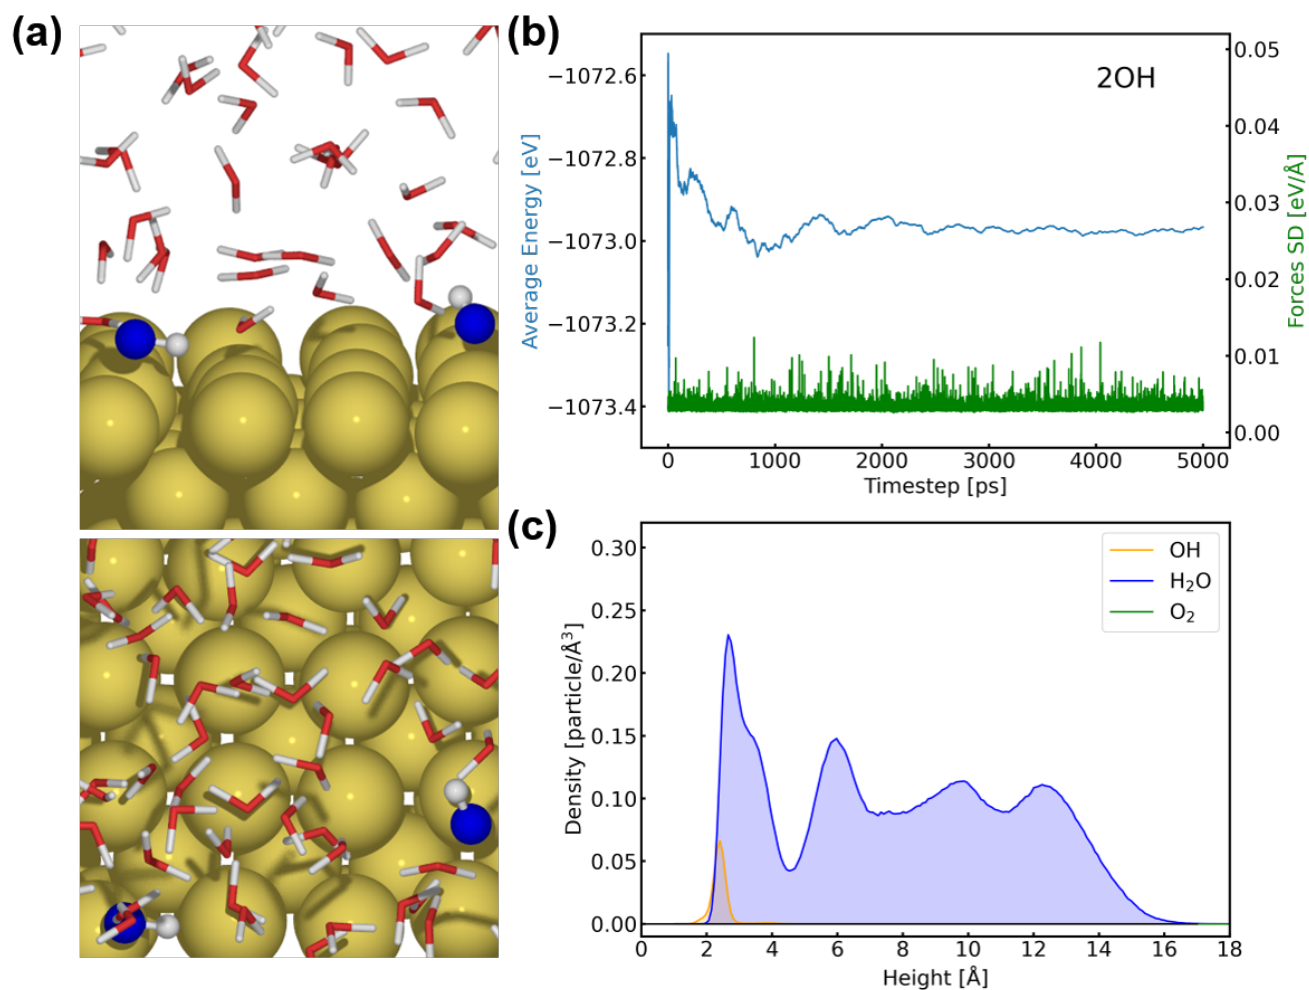 (a)
(b)
2OH
Average Energy [eV]
−1072.6
−1072.8
−1073.0
−1073.2
−1073.4
0.05
0.04
0.03
0.02
0.01
0.00
Forces SD [eV/Å]
0 1000 2000 3000 4000 5000
Timestep [ps]
(c)
OH
H₂O
O₂
Density [particle/Å³]
0.30
0.25
0.20
0.15
0.10
0.05
0.00
0 2 4 6 8 10 12 14 16 18
Height [Å]